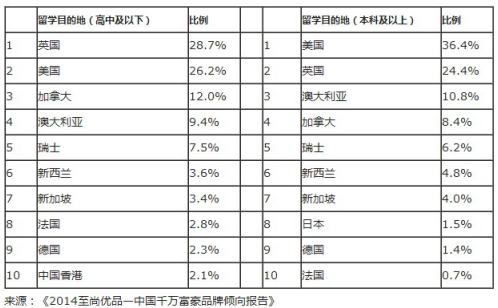 留学目的地（高中及以下） 比例 留学目的地（本科及以上） 比例
1 英国 28.7% 1 美国 36.4%
2 美国 26.2% 2 英国 24.4%
3 加拿大 12.0% 3 澳大利亚 10.8%
4 澳大利亚 9.4% 4 加拿大 8.4%
5 瑞士 7.5% 5 瑞士 6.2%
6 新西兰 3.6% 6 新西兰 4.8%
7 新加坡 3.4% 7 新加坡 4.0%
8 法国 2.8% 8 日本 1.5%
9 德国 2.3% 9 德国 1.4%
10 中国香港 2.1% 10 法国 0.7%
来源：《2014至尚优品—中国千万富豪品牌倾向报告》